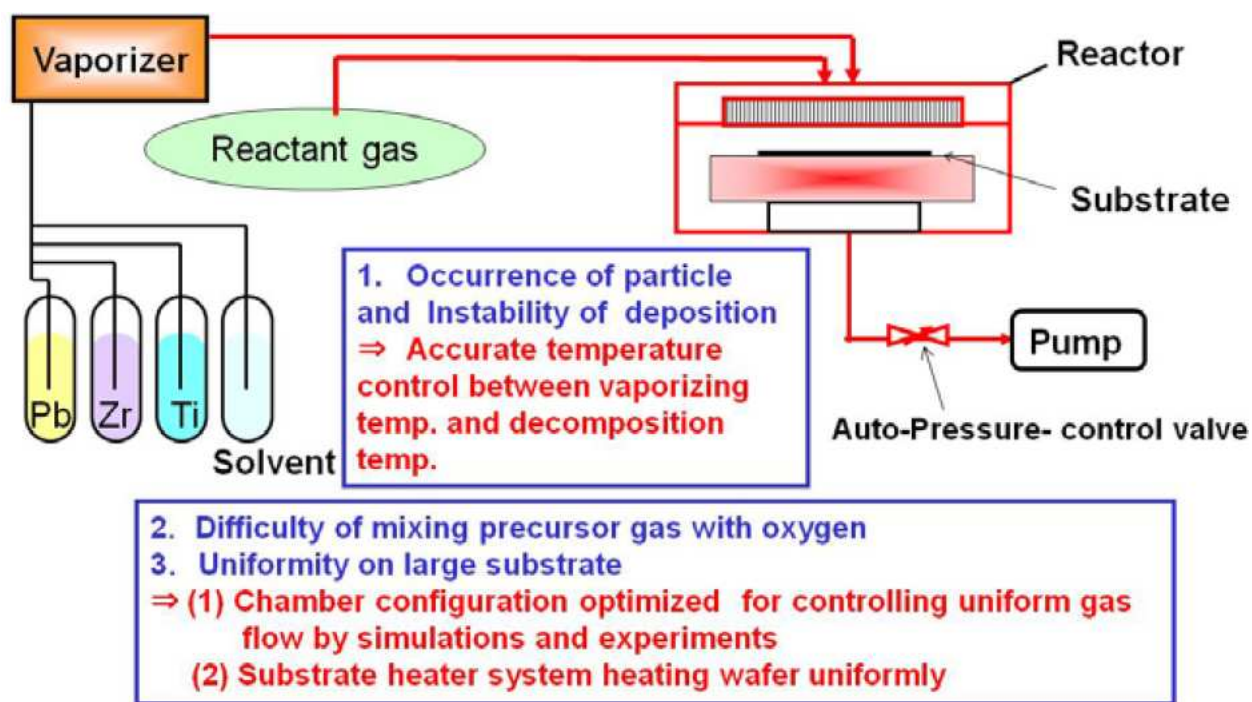 Vaporizer
Reactant gas
Reactor
Substrate
Pb
Zr
Ti
Solvent
1. Occurrence of particle
and Instability of deposition
⇒ Accurate temperature
control between vaporizing
temp. and decomposition
temp.
Pump
Auto-Pressure- control valve
2. Difficulty of mixing precursor gas with oxygen
3. Uniformity on large substrate
⇒ (1) Chamber configuration optimized for controlling uniform gas
flow by simulations and experiments
(2) Substrate heater system heating wafer uniformly